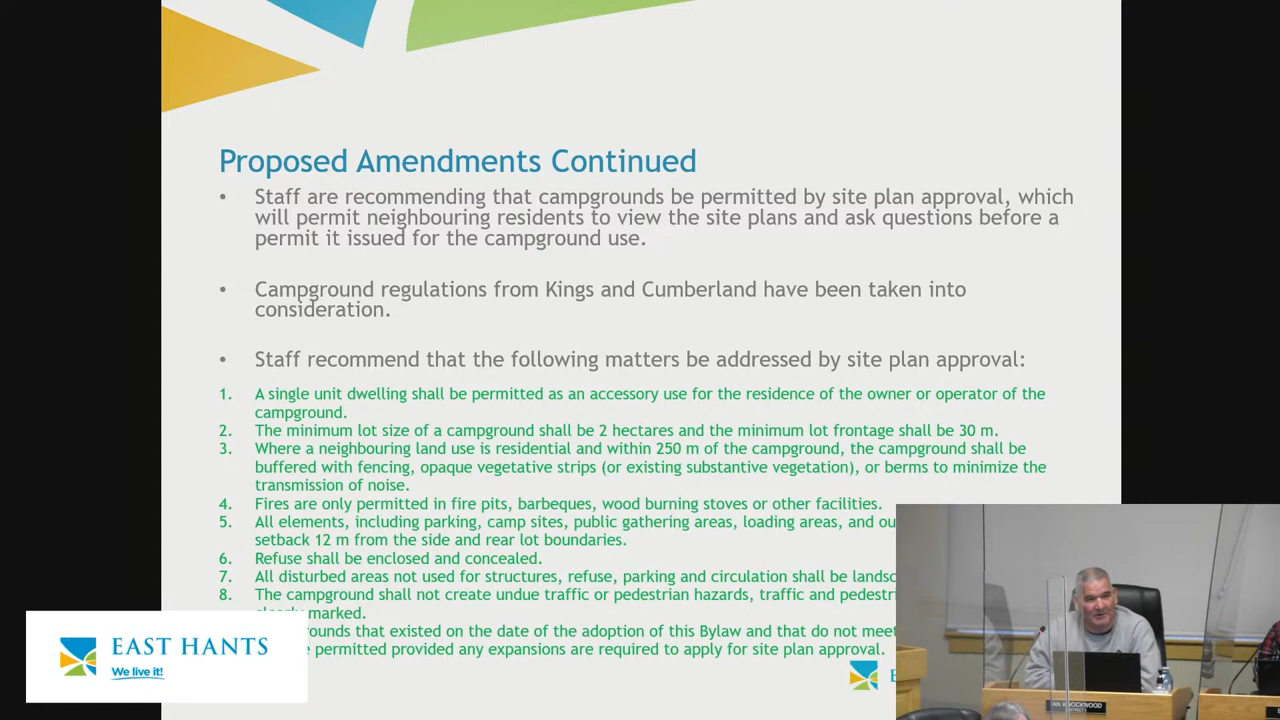 Proposed Amendments Continued
• Staff are recommending that campgrounds be permitted by site plan approval, which
will permit neighbouring residents to view the site plans and ask questions before a
permit it issued for the campground use.
• Campground regulations from Kings and Cumberland have been taken into
consideration.
• Staff recommend that the following matters be addressed by site plan approval:
1. A single unit dwelling shall be permitted as an accessory use for the residence of the owner or operator of the
campground.
2. The minimum lot size of a campground shall be 2 hectares and the minimum lot frontage shall be 30 m.
3. Where a neighbouring land use is residential and within 250 m of the campground, the campground shall be
buffered with fencing, opaque vegetative strips (or existing substantive vegetation), or berms to minimize the
transmission of noise.
4. Fires are only permitted in fire pits, barbeques, wood burning stoves or other facilities.
5. All elements, including parking, camp sites, public gathering areas, loading areas, and ou
setback 12 m from the side and rear lot boundaries.
6. Refuse shall be enclosed and concealed.
7. All disturbed areas not used for structures, refuse, parking and circulation shall be landsc
8. The campground shall not create undue traffic or pedestrian hazards, traffic and pedestri
clearly marked.
rounds that existed on the date of the adoption of this Bylaw and that do not meet
e permitted provided any expansions are required to apply for site plan approval.
EAST HANTS
We live it!
E
AN KNOCKWOOD